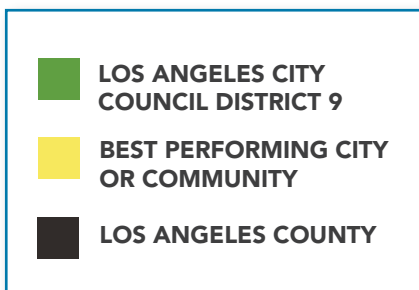 LOS ANGELES CITY
COUNCIL DISTRICT 9
BEST PERFORMING CITY
OR COMMUNITY
LOS ANGELES COUNTY